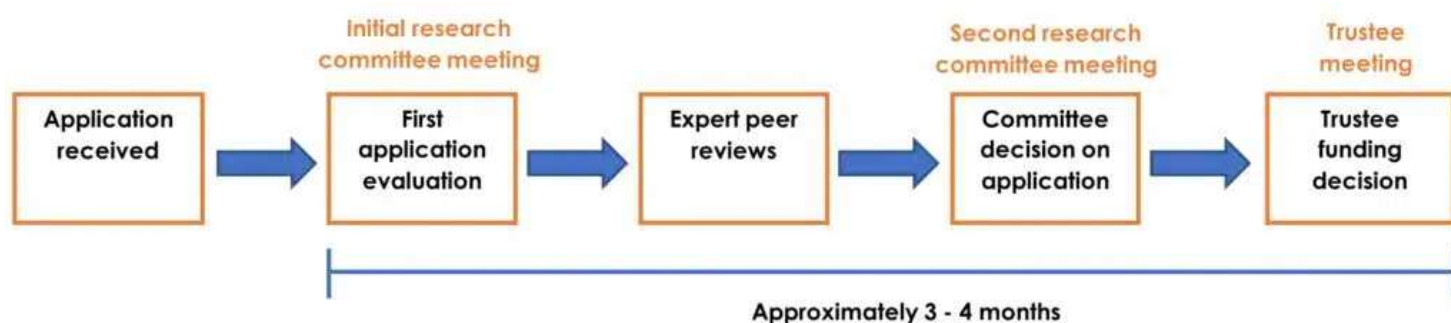 Initial research
committee meeting
Second research
committee meeting
Trustee
meeting
Application
received
First
application
evaluation
Expert peer
reviews
Committee
decision on
application
Trustee
funding
decision
Approximately 3 - 4 months